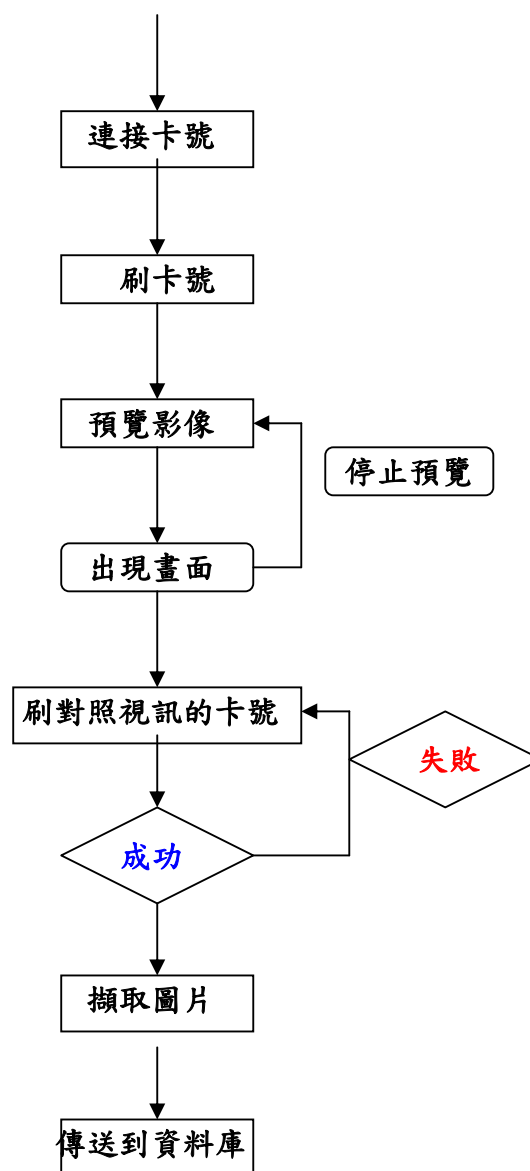 連接卡號
刷卡號
預覽影像
停止預覽
出現畫面
刷對照視訊的卡號
失敗
成功
擷取圖片
傳送到資料庫